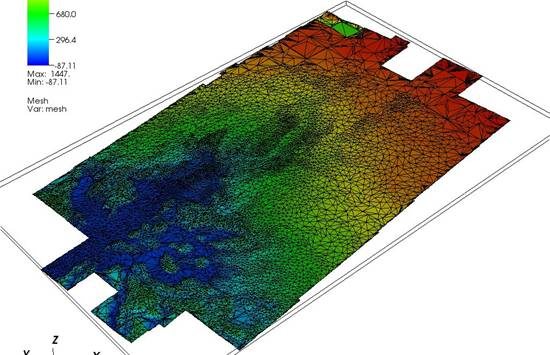 680.0
296.4
-87.11
Max: 1447.
Min: -87.11
Mesh
Var: mesh
Z